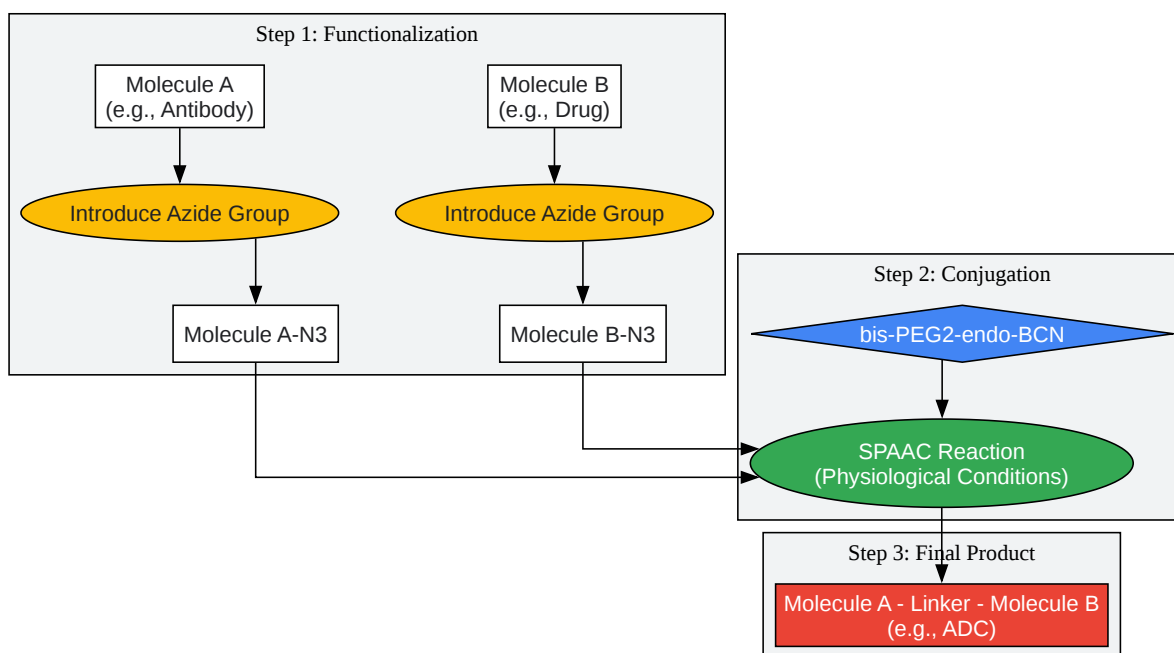 Step 1: Functionalization
Molecule A
(e.g., Antibody)
Molecule B
(e.g., Drug)
Introduce Azide Group
Introduce Azide Group
Molecule A-N3
Molecule B-N3
Step 2: Conjugation
bis-PEG2-endo-BCN
SPAAC Reaction
(Physiological Conditions)
Step 3: Final Product
Molecule A - Linker - Molecule B
(e.g., ADC)